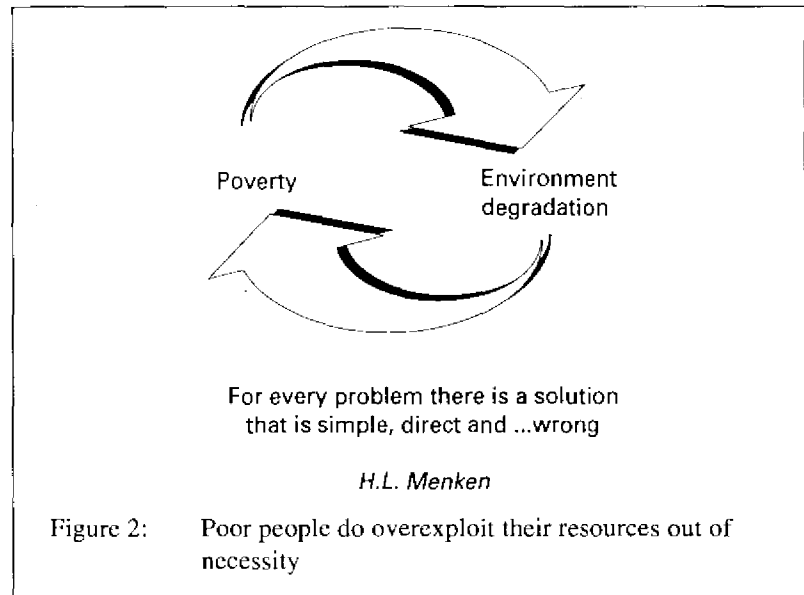 Poverty
Environment
degradation
For every problem there is a solution
that is simple, direct and ...wrong
H.L. Menken
Figure 2: Poor people do overexploit their resources out of
necessity